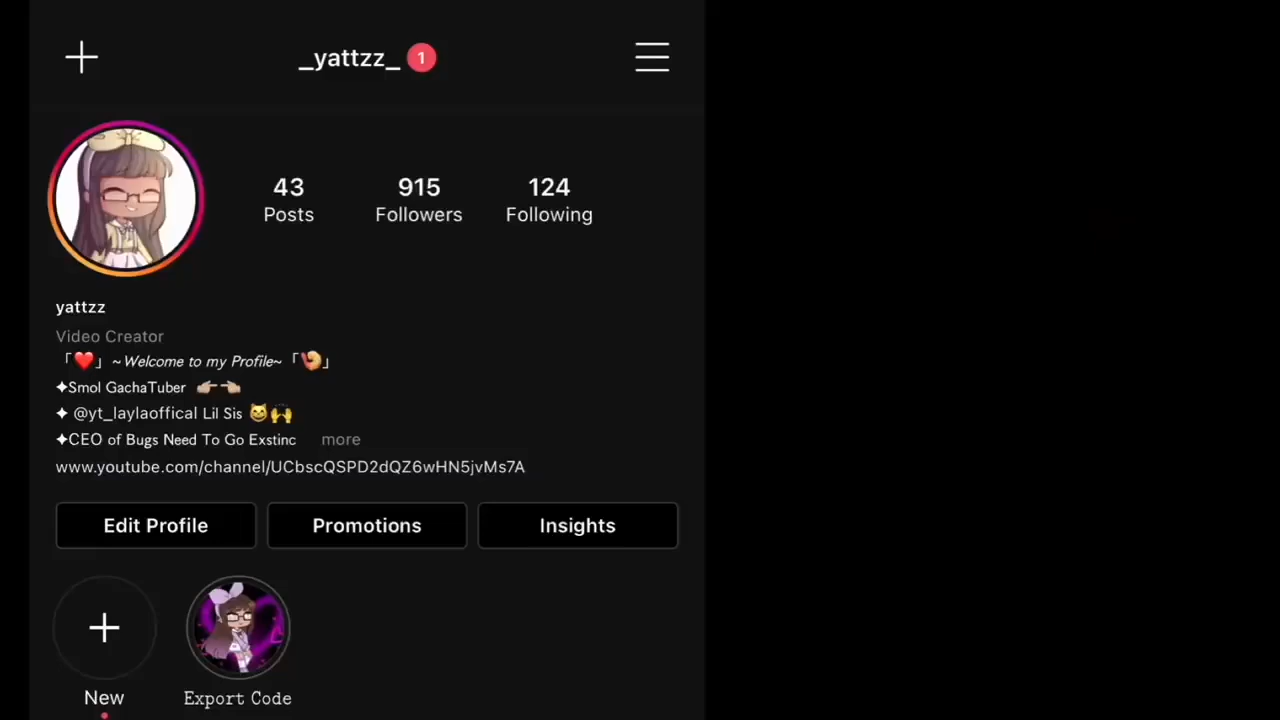 _yattzz_ 1
43 915 124
Posts Followers Following
yattzz
Video Creator
「❤️」 ~Welcome to my Profile~「🍤」
✦Smol GachaTuber 👉🏼👈🏼
✦ @yt_laylaoffical Lil Sis 😸🙌
✦CEO of Bugs Need To Go Exstinc more
www.youtube.com/channel/UCbscQSPD2dQZ6wHN5jvMs7A
Edit Profile Promotions Insights
New Export Code